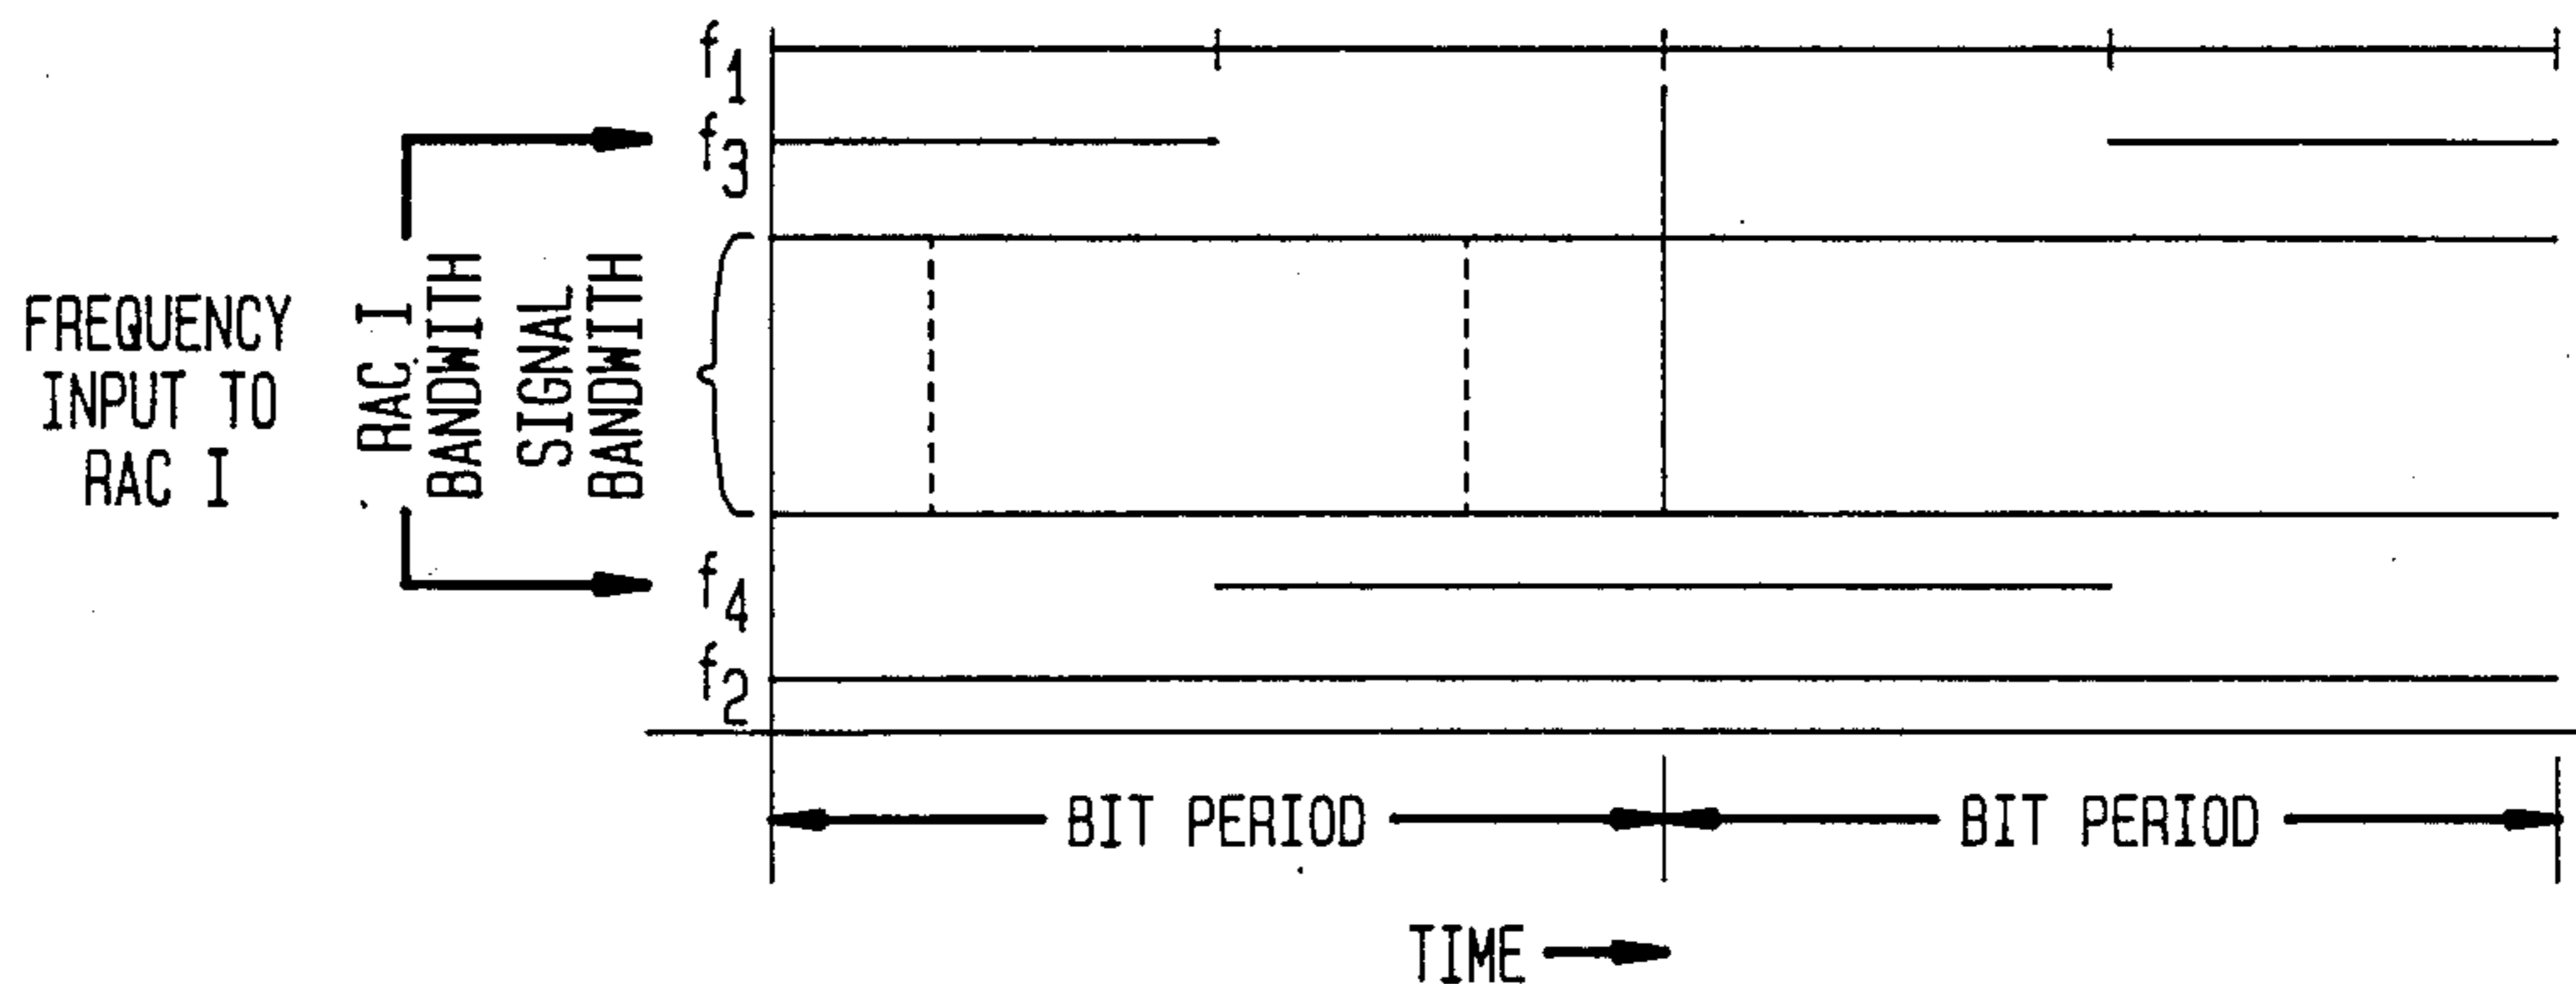 FREQUENCY
INPUT TO
RAC I
RAC I
BANDWITH
SIGNAL
BANDWITH
f1
f3
f4
f2
BIT PERIOD
BIT PERIOD
TIME